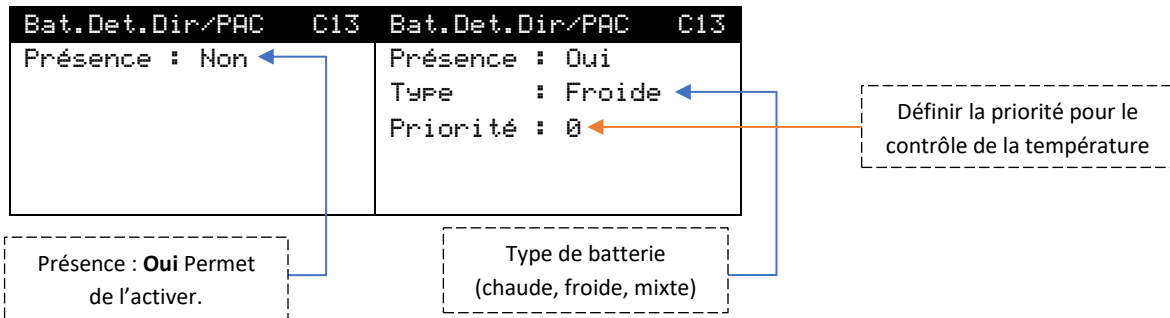 Bat.Det.Dir/PAC C13
Présence : Non
Bat.Det.Dir/PAC C13
Présence : Oui
Type : Froide
Priorité : 0
Définir la priorité pour le
contrôle de la température
Présence : Oui Permet
de l’activer.
Type de batterie
(chaude, froide, mixte)